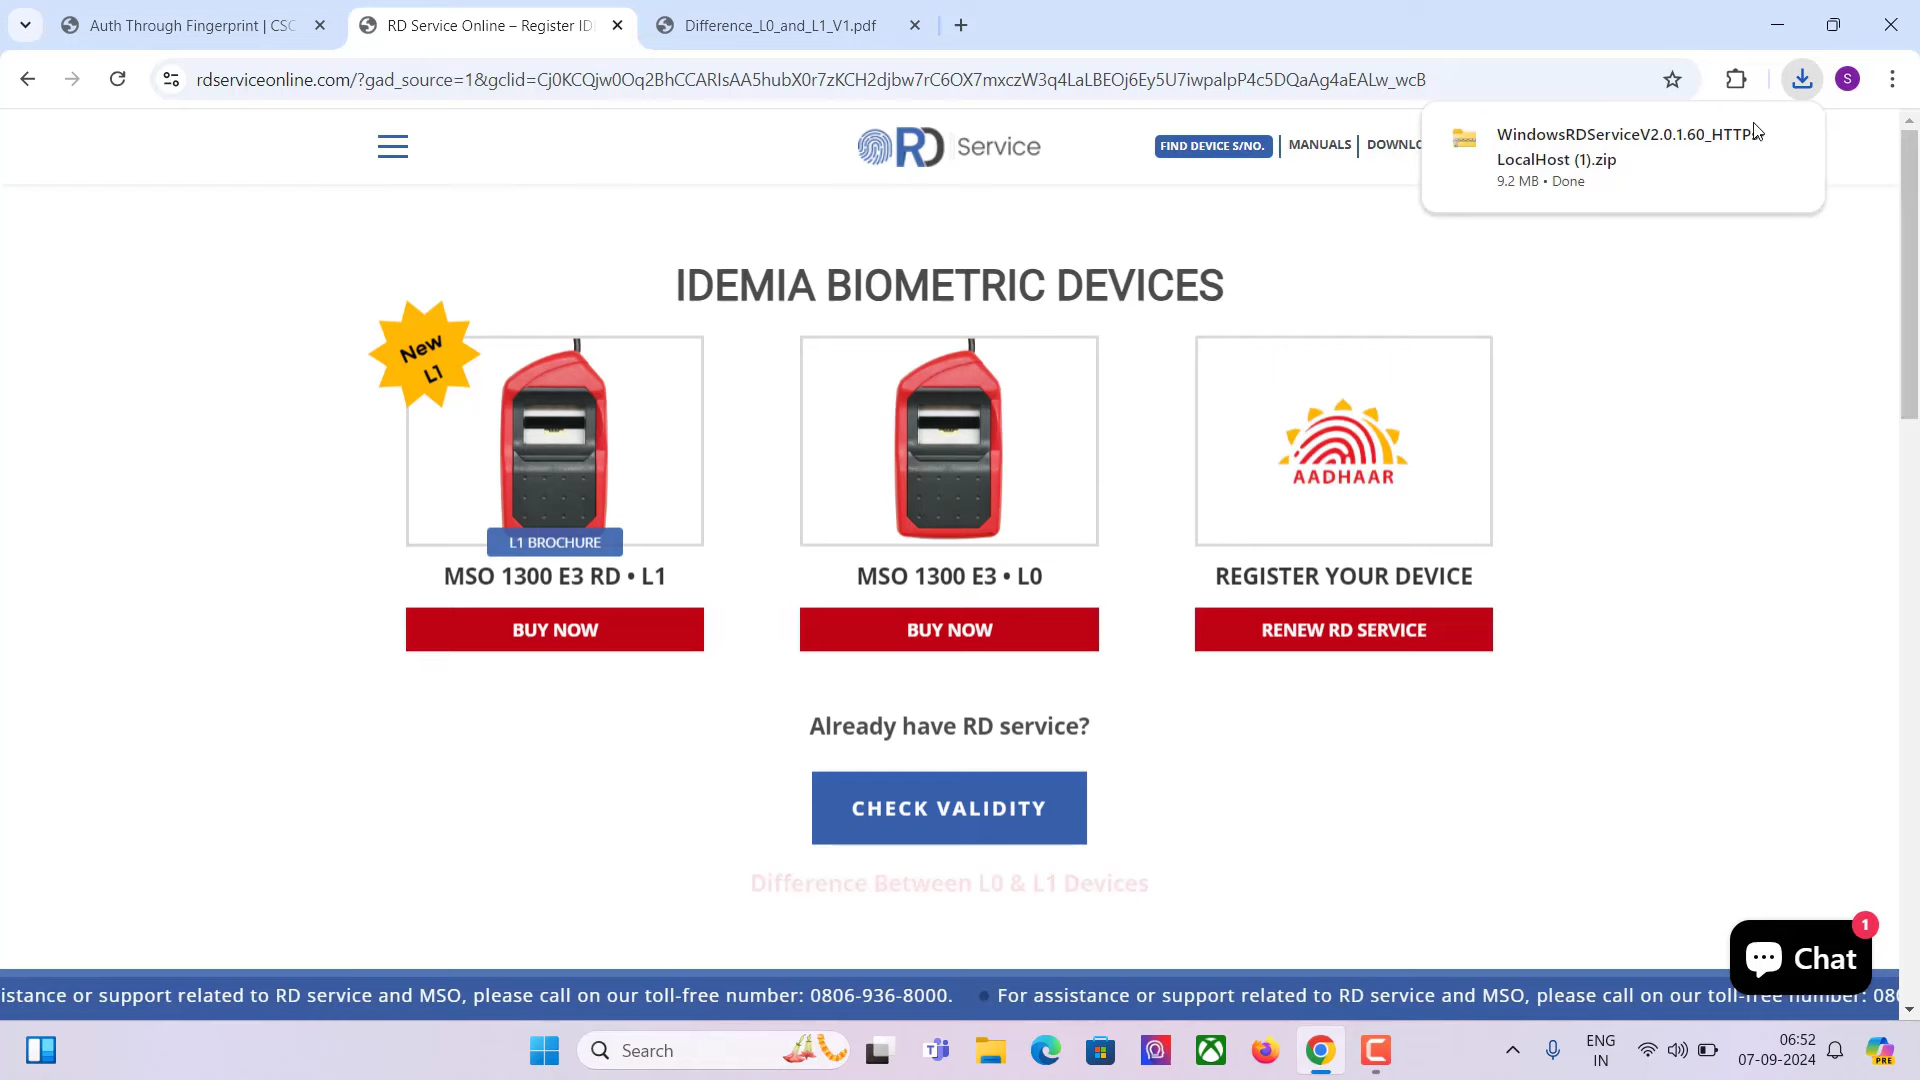 Auth Through Fingerprint | CSC
RD Service Online – Register ID
Difference_L0_and_L1_V1.pdf
rdserviceonline.com/?gad_source=1&gclid=Cj0KCQjw0Oq2BhCCARIsAA5hubX0r7zKCH2djbw7rC6OX7mxczW3q4LaLBEOj6Ey5U7iwpalpP4c5DQaAg4aEALw_wcB
S
WindowsRDServiceV2.0.1.60_HTTP
LocalHost (1).zip
9.2 MB • Done
RD Service
FIND DEVICE S/NO.
MANUALS
DOWNLO
IDEMIA BIOMETRIC DEVICES
New
L1
AADHAAR
L1 BROCHURE
MSO 1300 E3 RD • L1
MSO 1300 E3 • L0
REGISTER YOUR DEVICE
BUY NOW
BUY NOW
RENEW RD SERVICE
Already have RD service?
CHECK VALIDITY
Difference Between L0 & L1 Devices
1
Chat
istance or support related to RD service and MSO, please call on our toll-free number: 0806-936-8000. • For assistance or support related to RD service and MSO, please call on our toll-free number: 080
Search
ENG
IN
06:52
07-09-2024
PRE